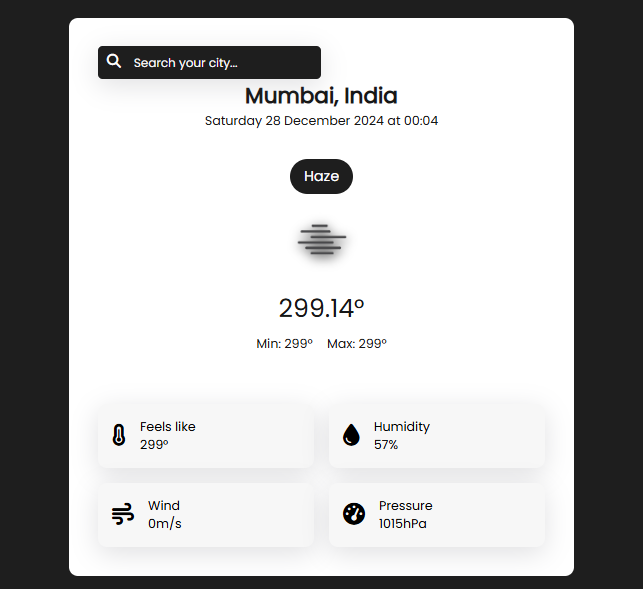 Search your city...
Mumbai, India
Saturday 28 December 2024 at 00:04
Haze
299.14°
Min: 299° Max: 299°
Feels like
299°
Humidity
57%
Wind
0m/s
Pressure
1015hPa